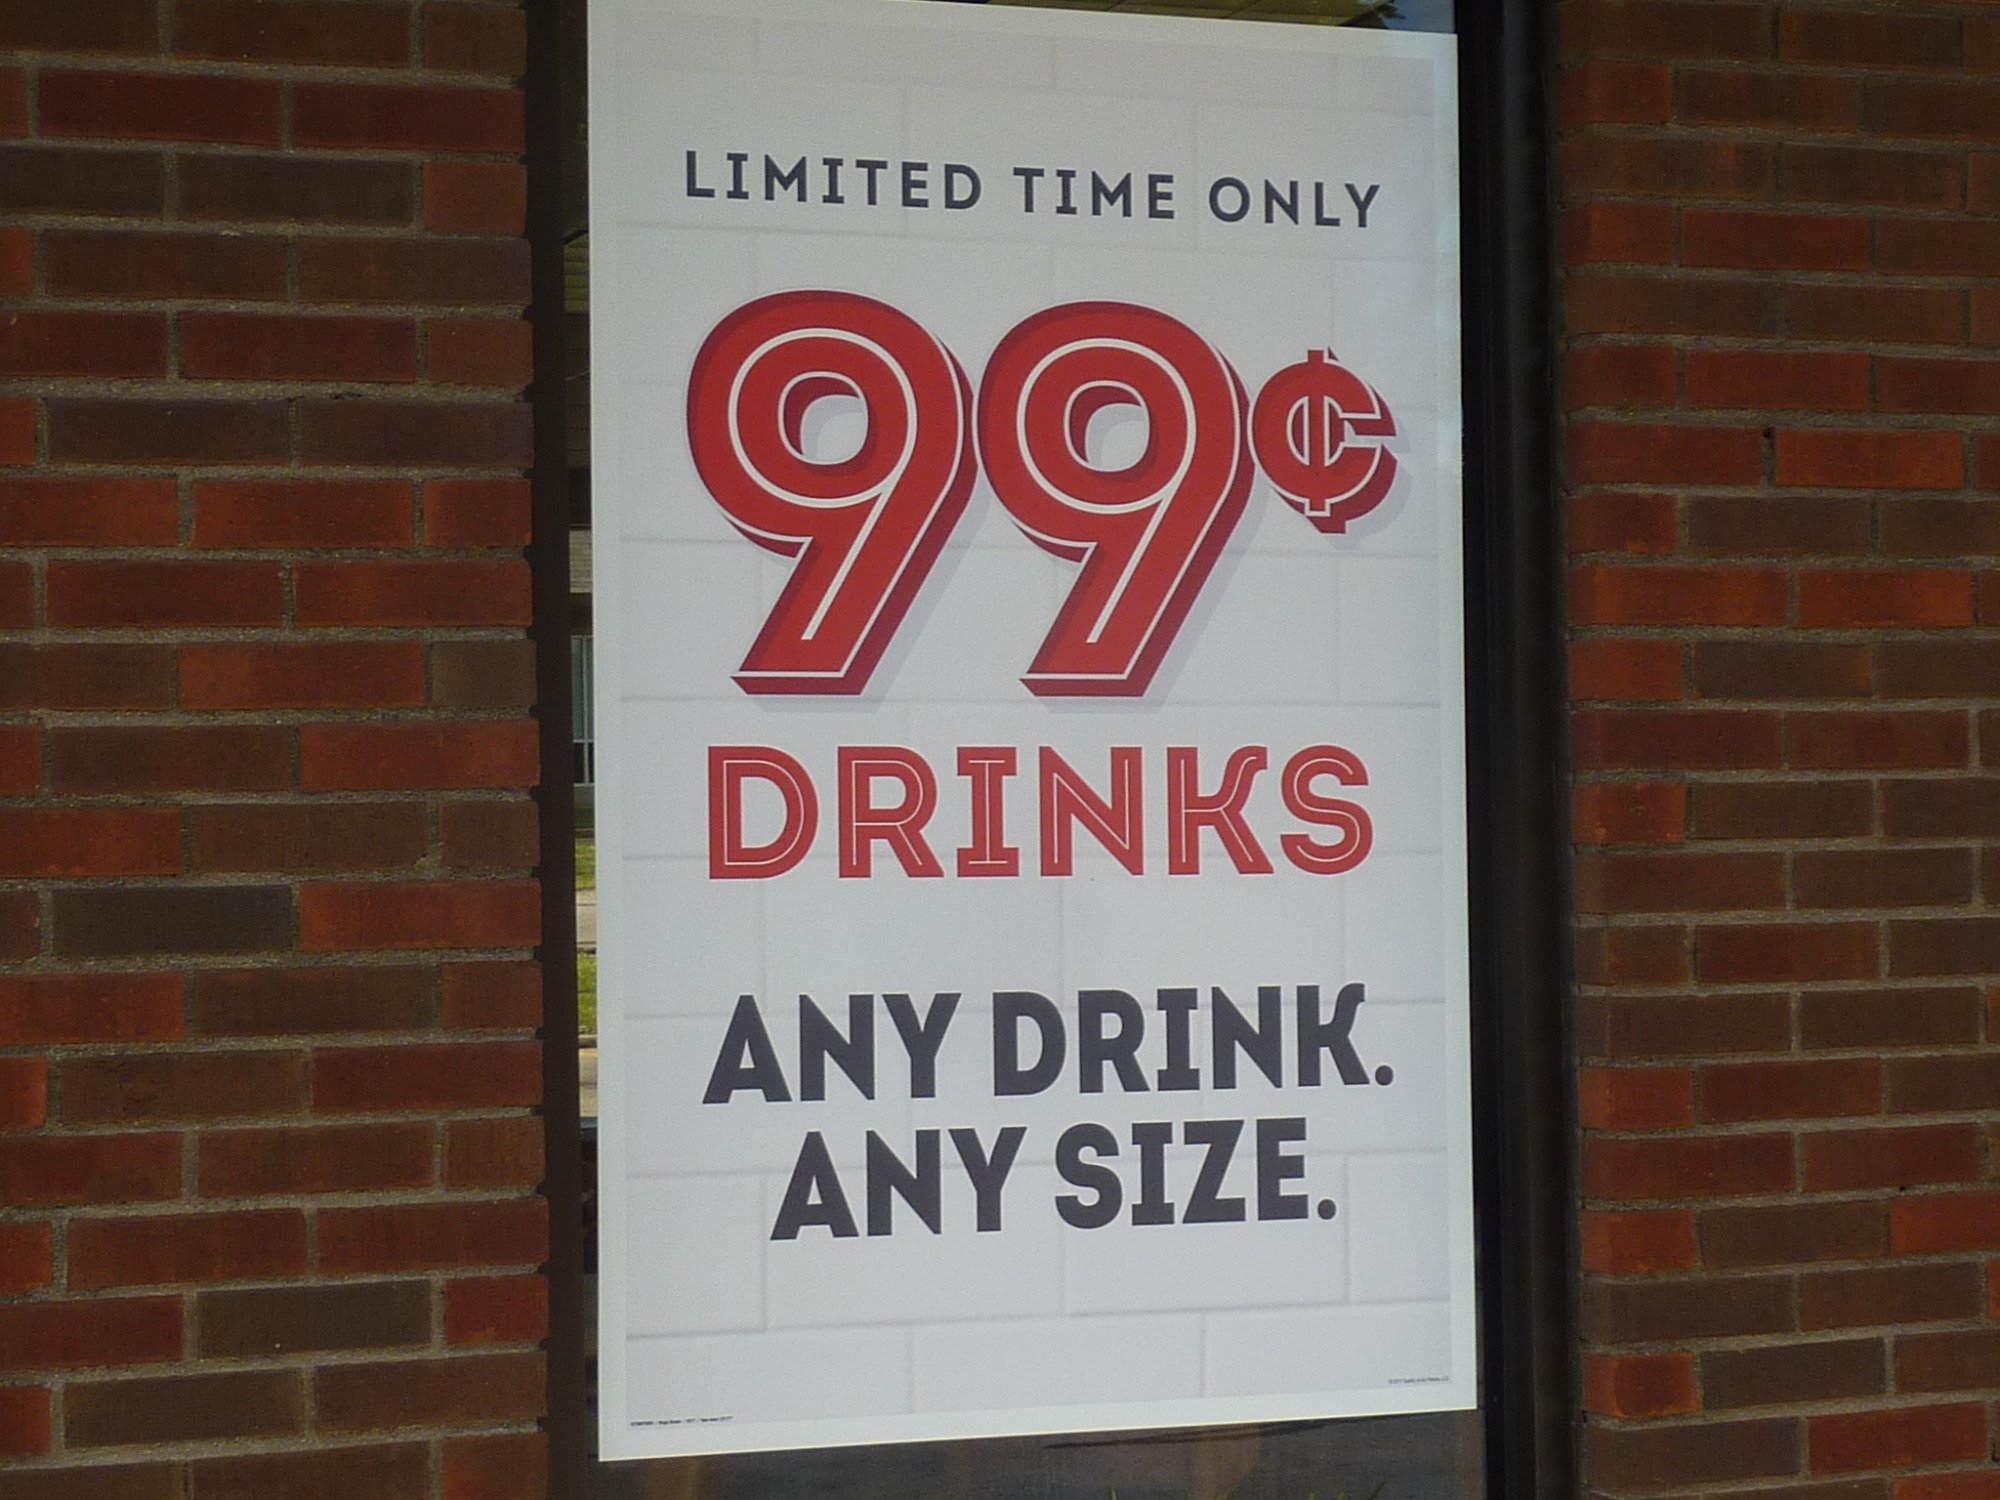 LIMITED TIME ONLY
99¢
DRINKS
ANY DRINK.
ANY SIZE.